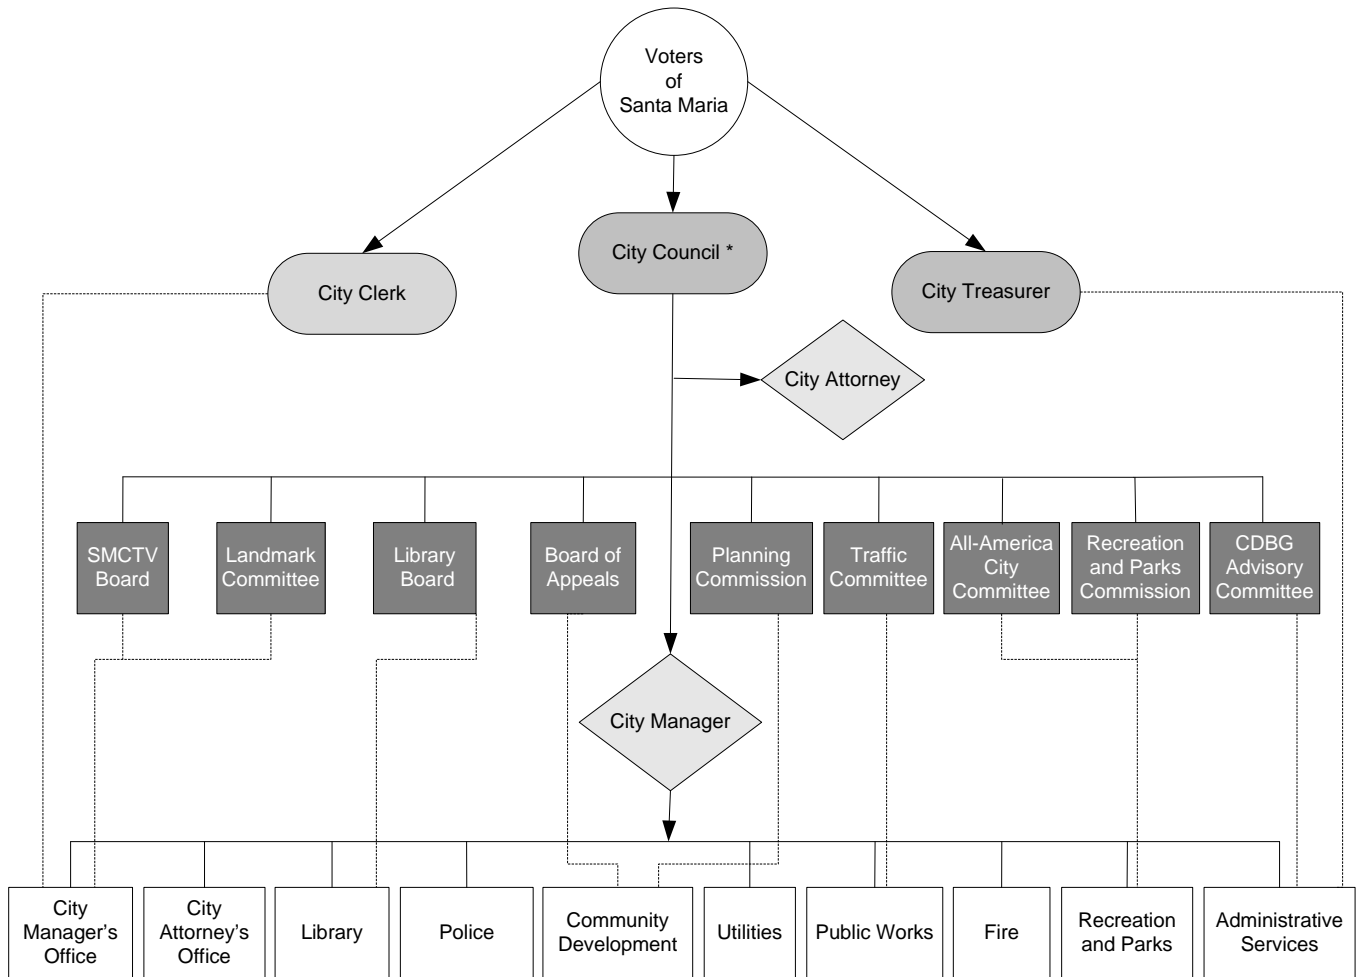 Voters
of
Santa Maria
City Council *
City Clerk
City Treasurer
City Attorney
SMCTV
Board
Landmark
Committee
Library
Board
Board of
Appeals
Planning
Commission
Traffic
Committee
All-America
City
Committee
Recreation
and Parks
Commission
CDBG
Advisory
Committee
City Manager
City
Manager's
Office
City
Attorney's
Office
Library
Police
Community
Development
Utilities
Public Works
Fire
Recreation
and Parks
Administrative
Services